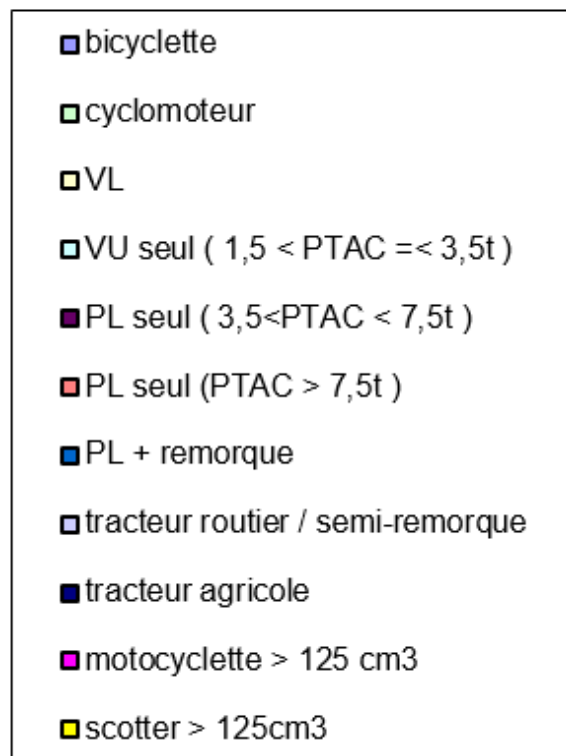 bicyclette
cyclomoteur
VL
VU seul ( 1,5 < PTAC =< 3,5t )
PL seul ( 3,5<PTAC < 7,5t )
PL seul (PTAC > 7,5t )
PL + remorque
tracteur routier / semi-remorque
tracteur agricole
motocyclette > 125 cm3
scotter > 125cm3